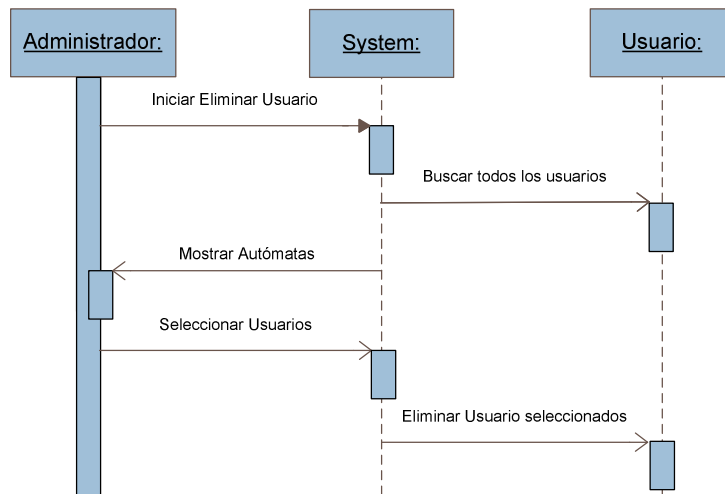 Administrador:
System:
Usuario:
Iniciar Eliminar Usuario
Buscar todos los usuarios
Mostrar Autómatas
Seleccionar Usuarios
Eliminar Usuario seleccionados